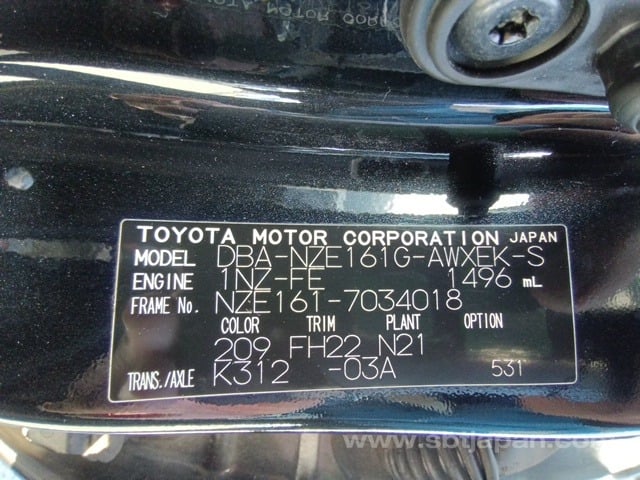 TOYOTA MOTOR CORPORATION JAPAN
MODEL DBA-NZE161G-AWXEK-S
ENGINE 1NZ-FE 1496 mL
FRAME No. NZE161-7034018
COLOR TRIM PLANT OPTION
209 FH22 N21
TRANS./AXLE K312 -03A 531
www.sbtjapan.com